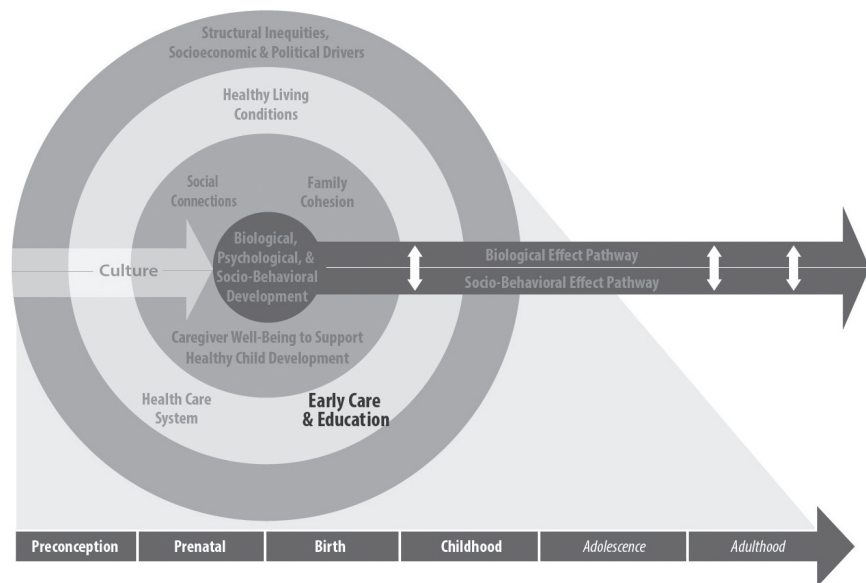 Structural Inequities,
Socioeconomic & Political Drivers
Healthy Living
Conditions
Social
Connections
Family
Cohesion
Culture
Biological,
Psychological, &
Socio-Behavioral
Development
Biological Effect Pathway
Socio-Behavioral Effect Pathway
Caregiver Well-Being to Support
Healthy Child Development
Health Care
System
Early Care
& Education
Preconception
Prenatal
Birth
Childhood
Adolescence
Adulthood